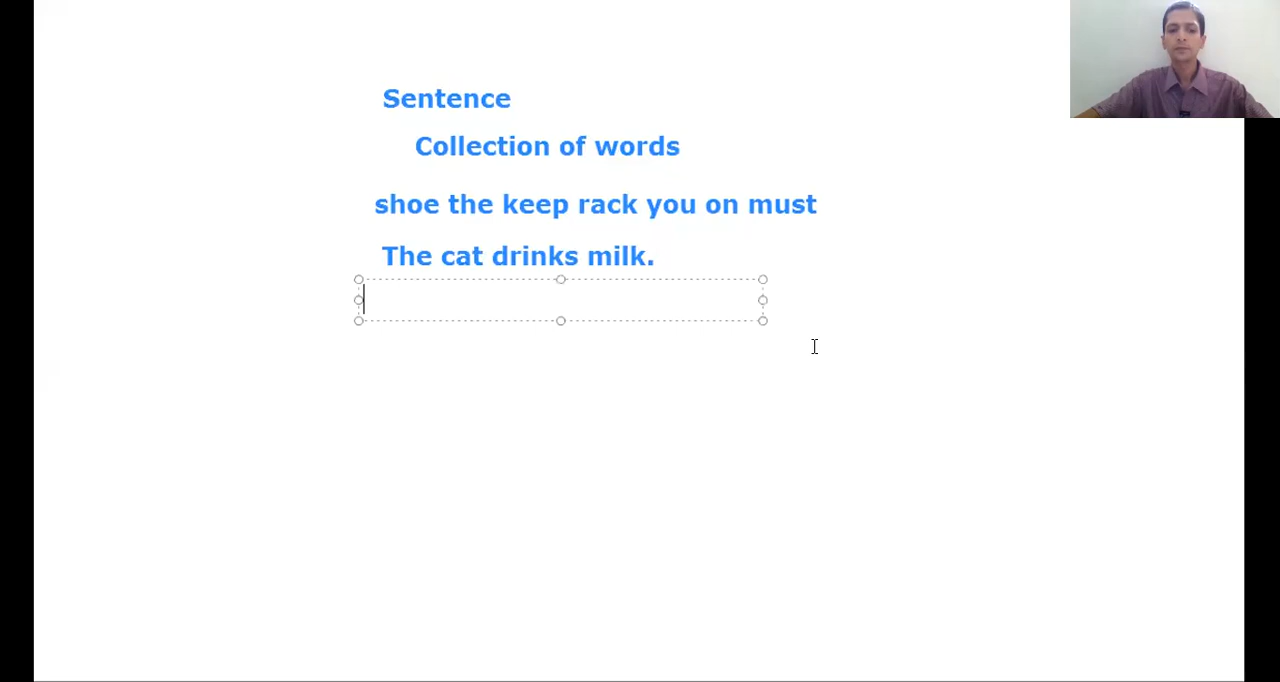 Sentence
Collection of words
shoe the keep rack you on must
The cat drinks milk.